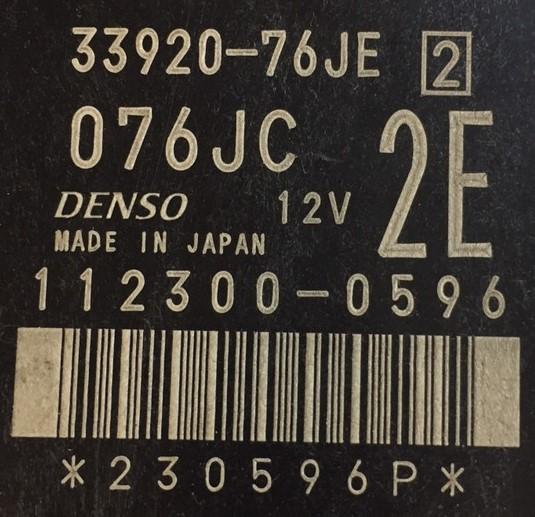 33920-76JE 2
076JC 2E
DENSO 12V
MADE IN JAPAN
112300-0596
*230596P*